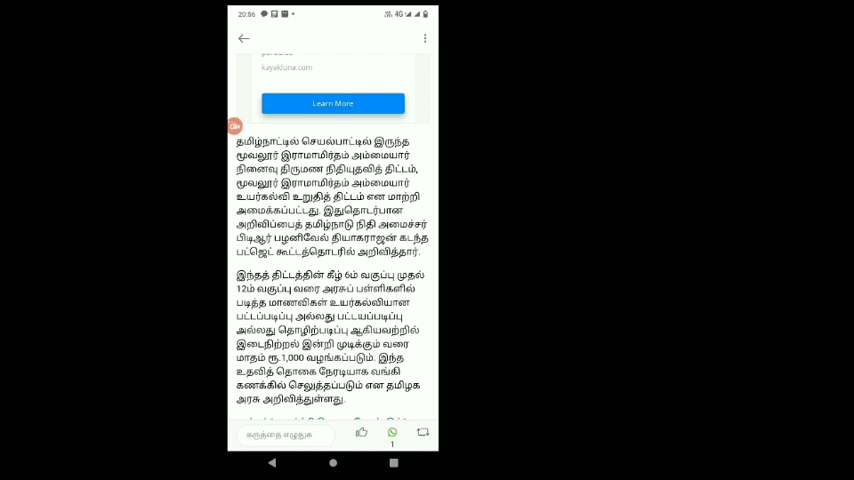 20:56
4G
kayakluna.com
Learn More
தமிழ்நாட்டில் செயல்பாட்டில் இருந்த
மூவலூர் இராமாமிர்தம் அம்மையார்
நினைவு திருமண நிதியுதவித் திட்டம்,
மூவலூர் இராமாமிர்தம் அம்மையார்
உயர்கல்வி உறுதித் திட்டம் என மாற்றி
அமைக்கப்பட்டது. இதுதொடர்பான
அறிவிப்பைத் தமிழ்நாடு நிதி அமைச்சர்
பிடிஆர் பழனிவேல் தியாகராஜன் கடந்த
பட்ஜெட் கூட்டத்தொடரில் அறிவித்தார்.
இந்தத் திட்டத்தின் கீழ் 6ம் வகுப்பு முதல்
12ம் வகுப்பு வரை அரசுப் பள்ளிகளில்
படித்த மாணவிகள் உயர்கல்வியான
பட்டப்படிப்பு அல்லது பட்டயப்படிப்பு
அல்லது தொழிற்படிப்பு ஆகியவற்றில்
இடைநிற்றல் இன்றி முடிக்கும் வரை
மாதம் ரூ.1,000 வழங்கப்படும். இந்த
உதவித் தொகை நேரடியாக வங்கி
கணக்கில் செலுத்தப்படும் என தமிழக
அரசு அறிவித்துள்ளது.
கருத்தை எழுதுக
1